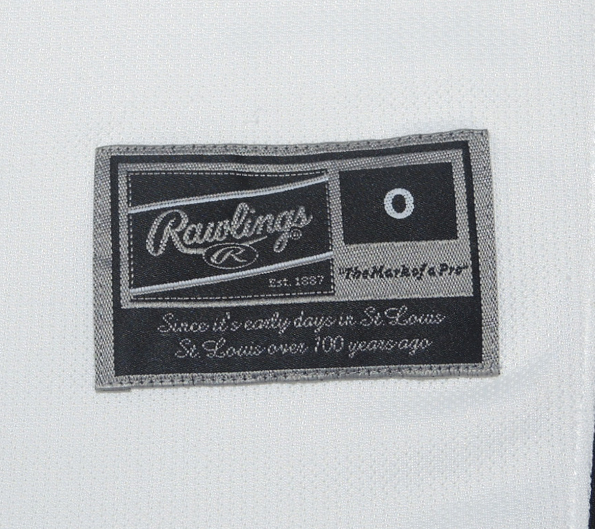 Rawlings®
R
Est. 1887
0
"The Mark of a Pro"
Since it's early days in St Louis
St Louis over 100 years ago